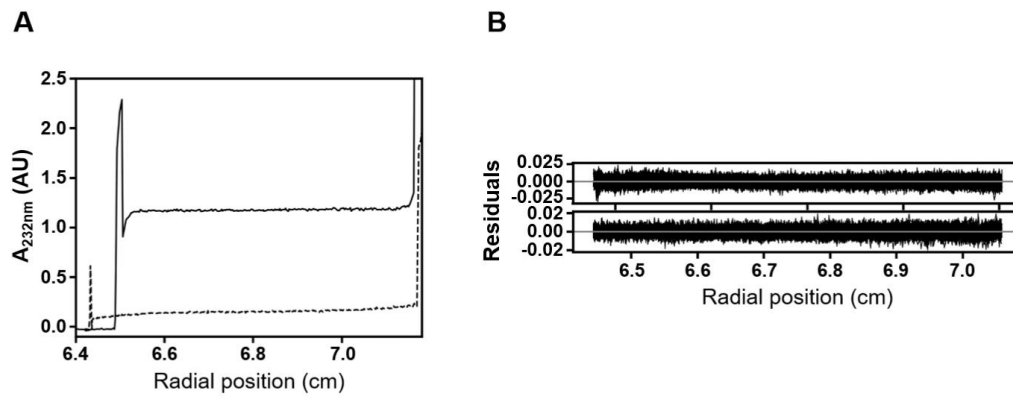 A
B
2.5
2.0
1.5
1.0
0.5
0.0
A232nm (AU)
6.4 6.6 6.8 7.0
Radial position (cm)
0.025
0.000
-0.025
0.02
0.00
-0.02
Residuals
6.5 6.6 6.7 6.8 6.9 7.0
Radial position (cm)